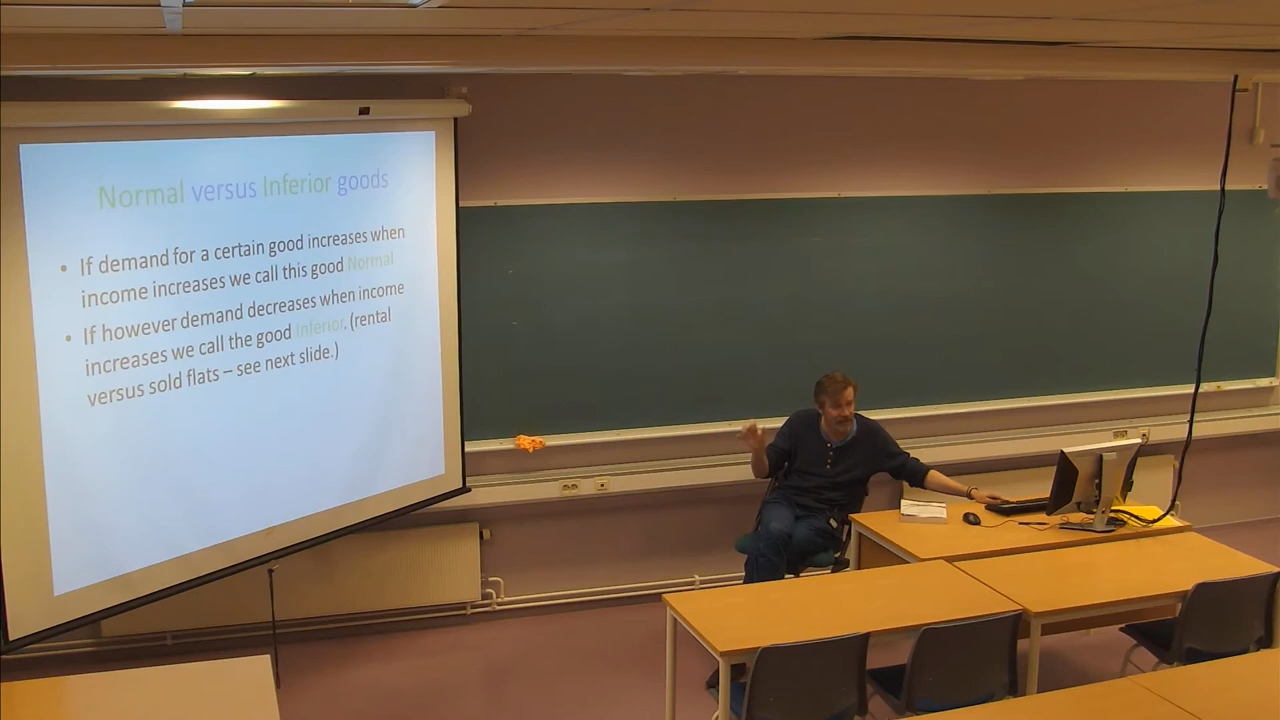 Normal versus Inferior goods
• If demand for a certain good increases when
income increases we call this good Normal
• If however demand decreases when income
increases we call the good Inferior. (rental
versus sold flats – see next slide.)